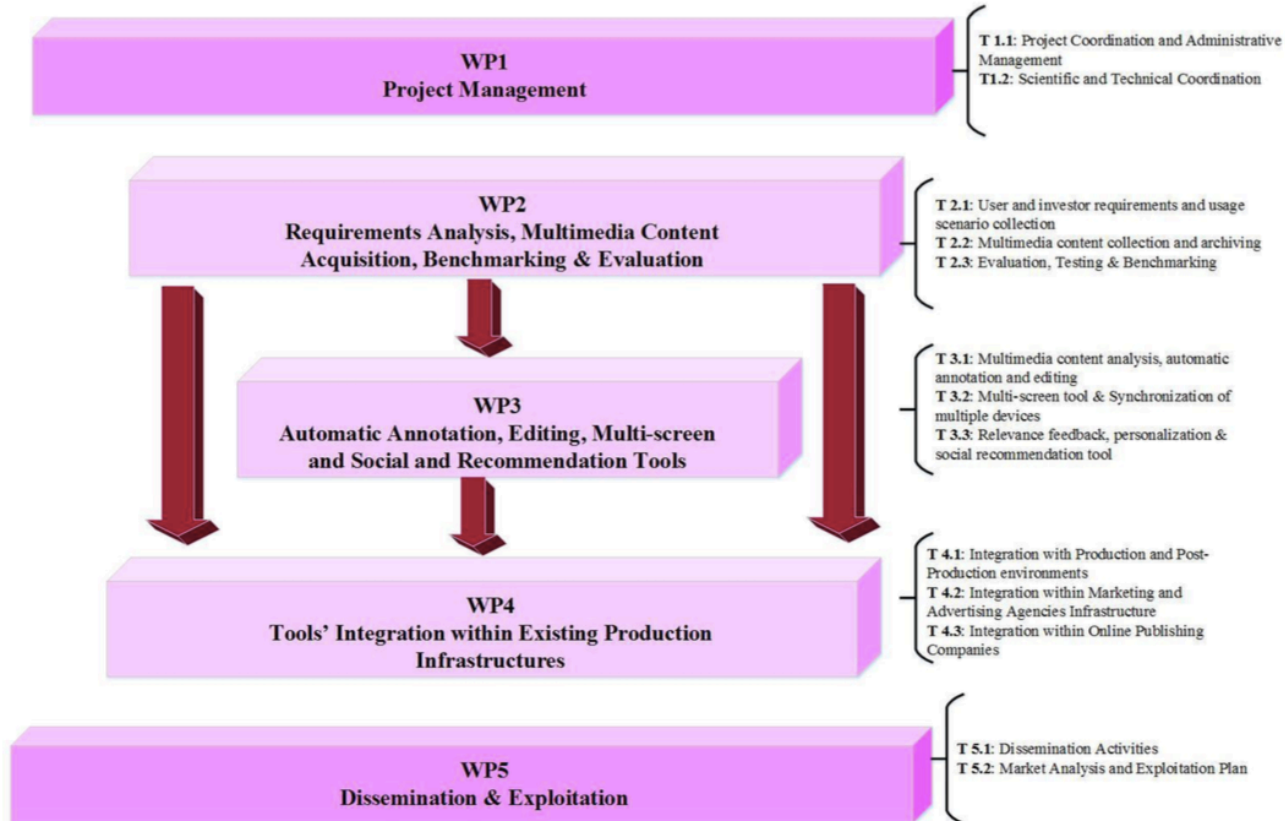 WP1
Project Management
T 1.1: Project Coordination and Administrative
Management
T1.2: Scientific and Technical Coordination
WP2
Requirements Analysis, Multimedia Content
Acquisition, Benchmarking & Evaluation
T 2.1: User and investor requirements and usage
scenario collection
T 2.2: Multimedia content collection and archiving
T 2.3: Evaluation, Testing & Benchmarking
WP3
Automatic Annotation, Editing, Multi-screen
and Social and Recommendation Tools
T 3.1: Multimedia content analysis, automatic
annotation and editing
T 3.2: Multi-screen tool & Synchronization of
multiple devices
T 3.3: Relevance feedback, personalization &
social recommendation tool
WP4
Tools’ Integration within Existing Production
Infrastructures
T 4.1: Integration with Production and Post-
Production environments
T 4.2: Integration within Marketing and
Advertising Agencies Infrastructure
T 4.3: Integration within Online Publishing
Companies
WP5
Dissemination & Exploitation
T 5.1: Dissemination Activities
T 5.2: Market Analysis and Exploitation Plan